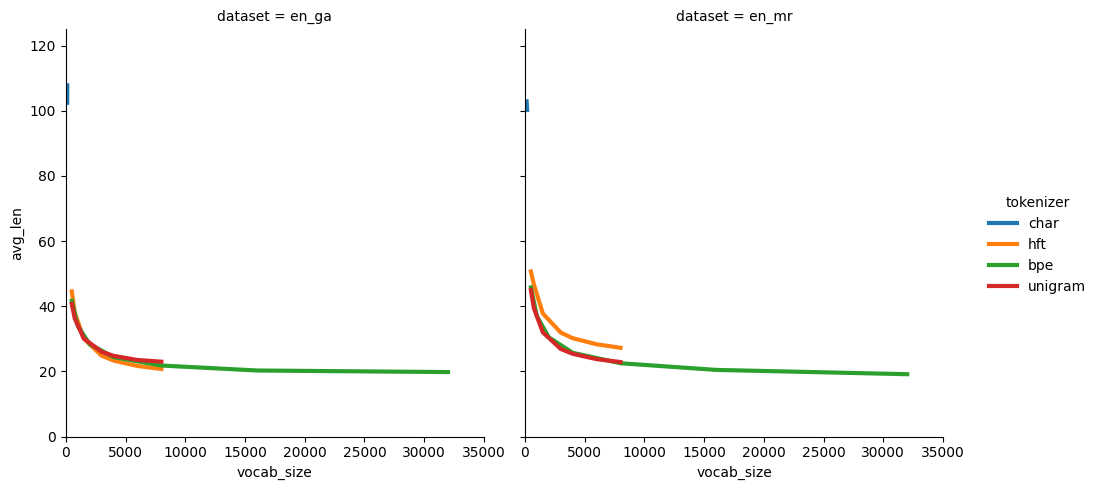 dataset = en_ga
dataset = en_mr
avg_len
120
100
80
60
40
20
0
0 5000 10000 15000 20000 25000 30000 35000
0 5000 10000 15000 20000 25000 30000 35000
vocab_size
vocab_size
tokenizer
char
hft
bpe
unigram